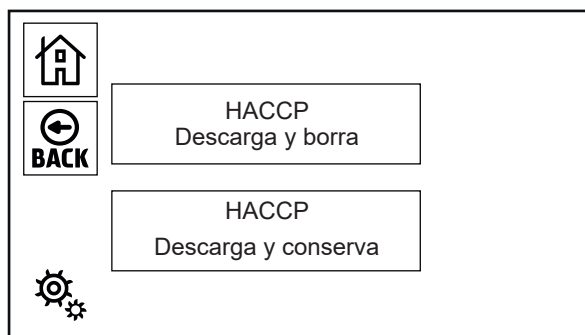 BACK
HACCP
Descarga y borra
HACCP
Descarga y conserva